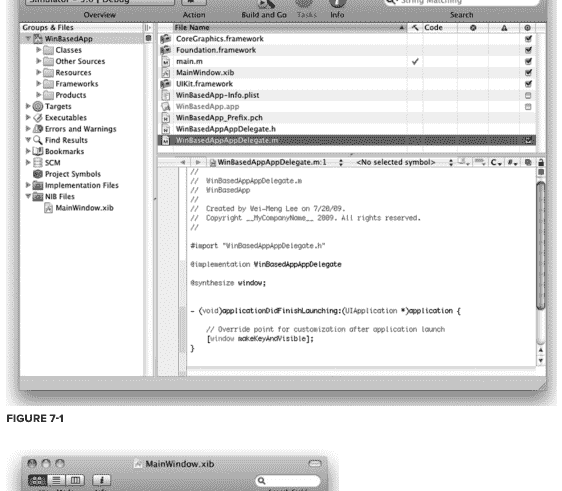 Simulator - 3.0 | Debug
String Matching
Overview Action Build and Go Tasks Info Search
Groups & Files
WinBasedApp
Classes
Other Sources
Resources
Frameworks
Products
Targets
Executables
Errors and Warnings
Find Results
Bookmarks
SCM
Project Symbols
Implementation Files
NIB Files
MainWindow.xib
File Name Code
CoreGraphics.framework
Foundation.framework
main.m
MainWindow.xib
UIKit.framework
WinBasedApp-Info.plist
WinBasedApp.app
WinBasedApp_Prefix.pch
WinBasedAppAppDelegate.h
WinBasedAppAppDelegate.m
WinBasedAppAppDelegate.m:1 <No selected symbol> C, #,
//
// WinBasedAppAppDelegate.m
// WinBasedApp
//
// Created by Wei-Meng Lee on 7/20/09.
// Copyright __MyCompanyName__ 2009. All rights reserved.
//
#import "WinBasedAppAppDelegate.h"
@implementation WinBasedAppAppDelegate
@synthesize window;
- (void)applicationDidFinishLaunching:(UIApplication *)application {
// Override point for customization after application launch
[window makeKeyAndVisible];
}
FIGURE 7-1
MainWindow.xib